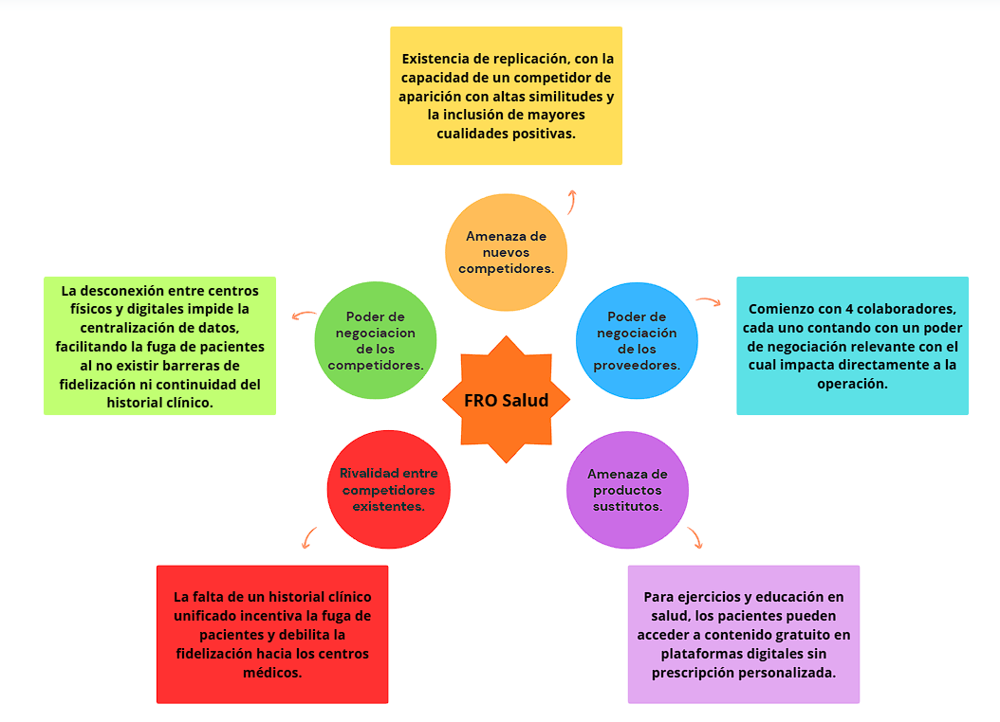 Existencia de replicación, con la
capacidad de un competidor de
aparición con altas similitudes y
la inclusión de mayores
cualidades positivas.
Amenaza de
nuevos
competidores.
La desconexión entre centros
físicos y digitales impide la
centralización de datos,
facilitando la fuga de pacientes
al no existir barreras de
fidelización ni continuidad del
historial clínico.
Poder de
negociacion
de los
competidores.
Poder de
negociación
de los
proveedores.
Comienzo con 4 colaboradores,
cada uno contando con un poder
de negociación relevante con el
cual impacta directamente a la
operación.
FRO Salud
Rivalidad entre
competidores
existentes.
Amenaza de
productos
sustitutos.
La falta de un historial clínico
unificado incentiva la fuga de
pacientes y debilita la
fidelización hacia los centros
médicos.
Para ejercicios y educación en
salud, los pacientes pueden
acceder a contenido gratuito en
plataformas digitales sin
prescripción personalizada.